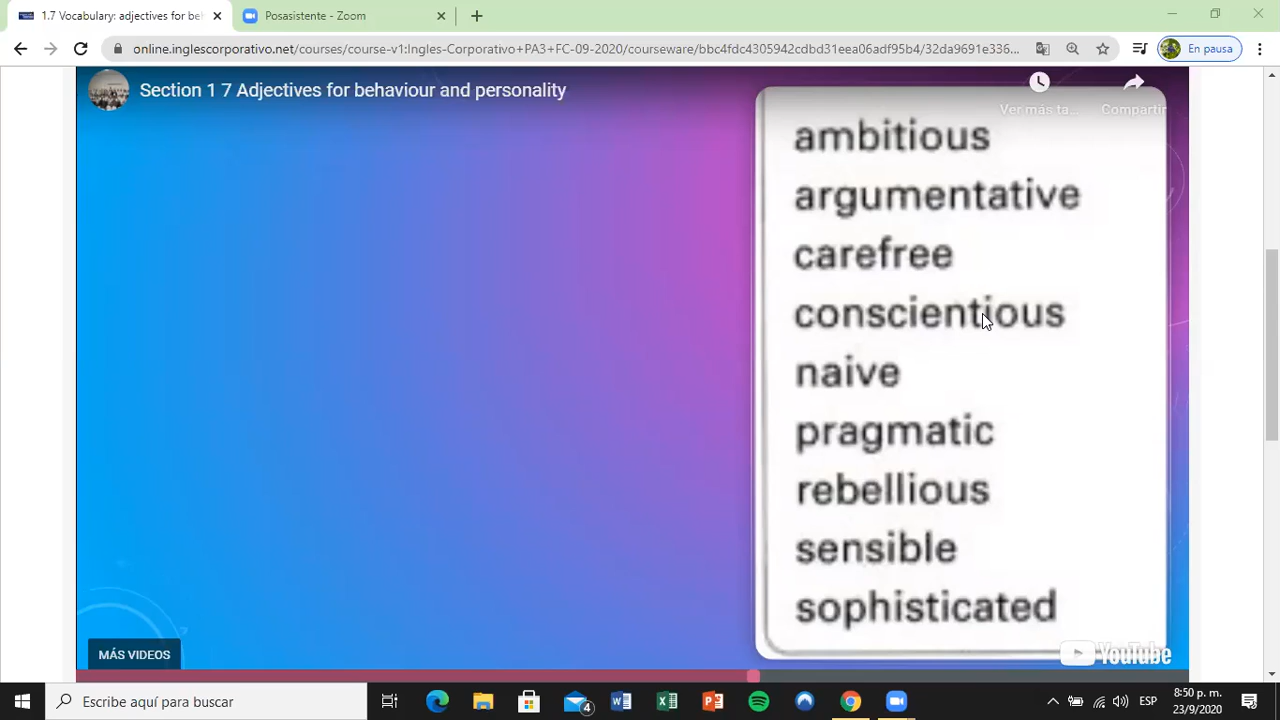 1.7 Vocabulary: adjectives for be
Posasistente - Zoom
online.inglescorporativo.net/courses/course-v1:Ingles-Corporativo+PA3+FC-09-2020/courseware/bbc4fdc4305942cdbd31eea06adf95b4/32da9691e336...
En pausa
Section 1 7 Adjectives for behaviour and personality
Ver más ta...
Compartir
ambitious
argumentative
carefree
conscientious
naive
pragmatic
rebellious
sensible
sophisticated
MÁS VIDEOS
YouTube
Escribe aquí para buscar
4
ESP
8:50 p. m.
23/9/2020